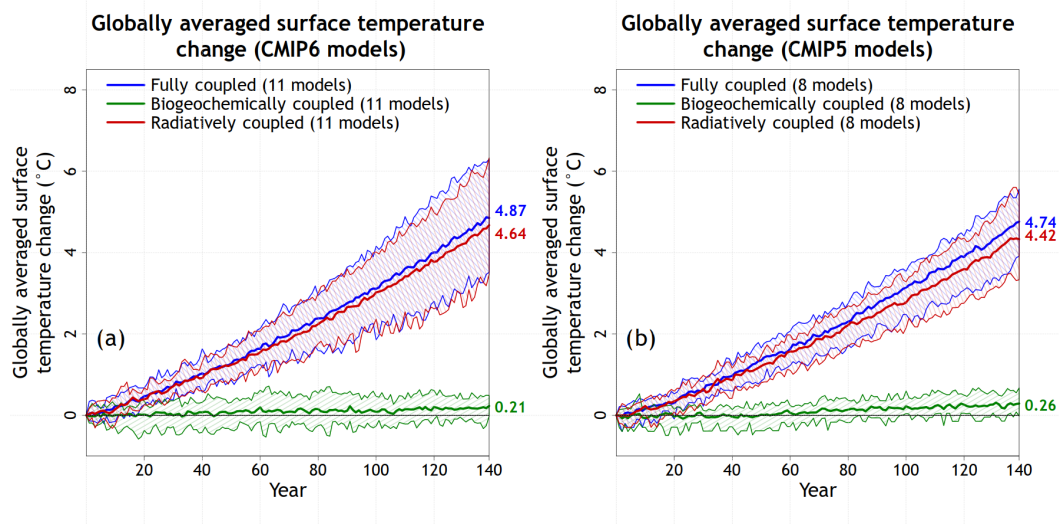 Globally averaged surface temperature
change (CMIP6 models)
Globally averaged surface
temperature change (°C)
8
6
4
2
0
Fully coupled (11 models)
Biogeochemically coupled (11 models)
Radiatively coupled (11 models)
4.87
4.64
(a)
0.21
20
40
60
80
100
120
140
Year
Globally averaged surface temperature
change (CMIP5 models)
Globally averaged surface
temperature change (°C)
8
6
4
2
0
Fully coupled (8 models)
Biogeochemically coupled (8 models)
Radiatively coupled (8 models)
4.74
4.42
(b)
0.26
20
40
60
80
100
120
140
Year